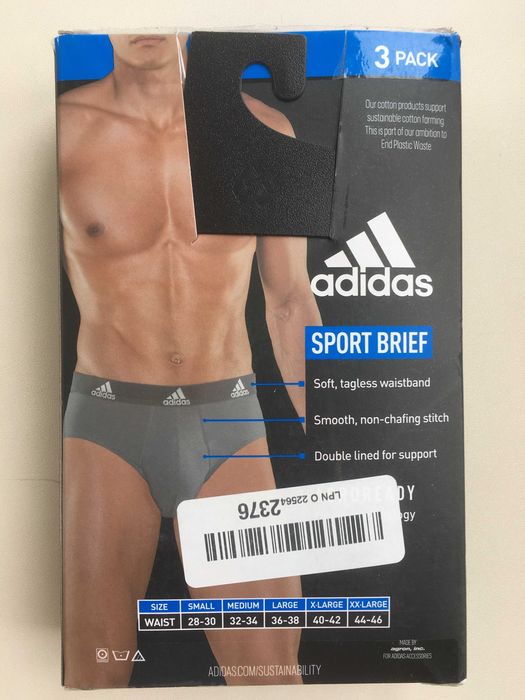 3 PACK
Our cotton products support
sustainable cotton farming
This is part of our ambition to
End Plastic Waste
adidas
SPORT BRIEF
Soft, tagless waistband
Smooth, non-chafing stitch
Double lined for support
adidas adidas adidas
LPN O 22564
2376
SIZE SMALL MEDIUM LARGE X-LARGE XX-LARGE
WAIST 28-30 32-34 36-38 40-42 44-46
MADE BY
agron, inc.
FOR ADIDAS ACCESSORIES
ADIDAS.COM/SUSTAINABILITY